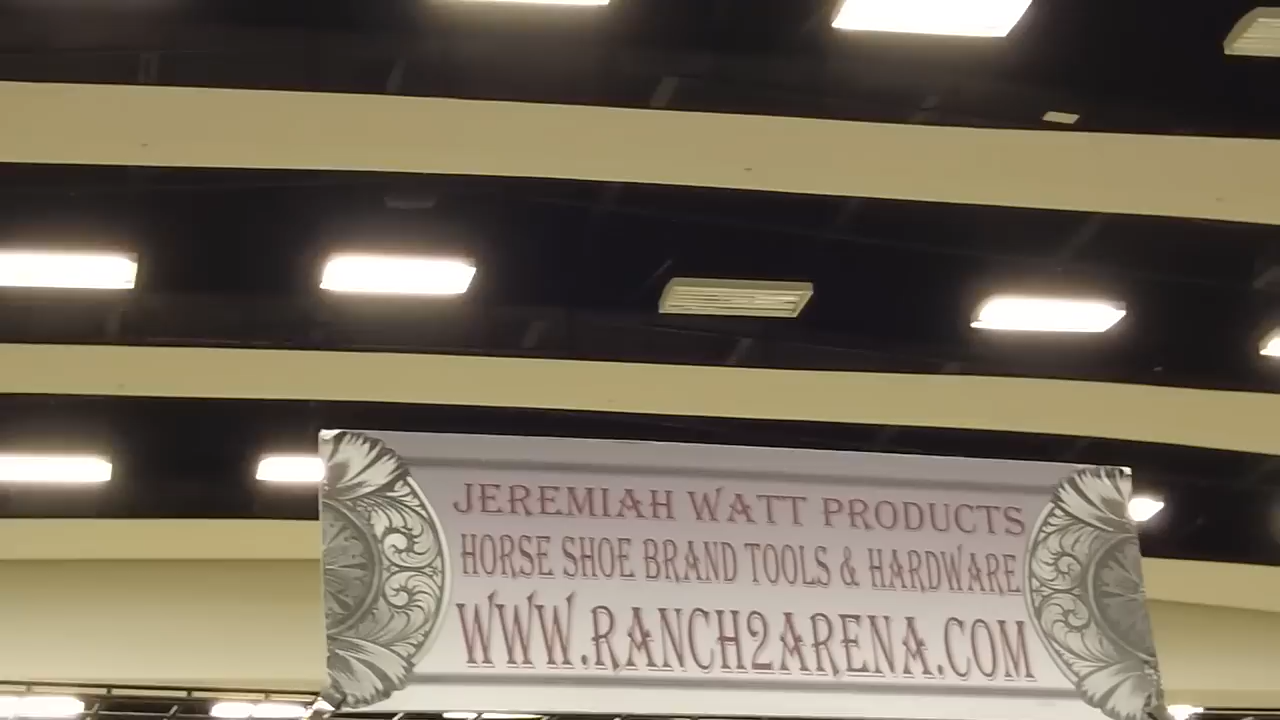 JEREMIAH WATT PRODUCTS
HORSE SHOE BRAND TOOLS & HARDWARE
WWW.RANCH2ARENA.COM